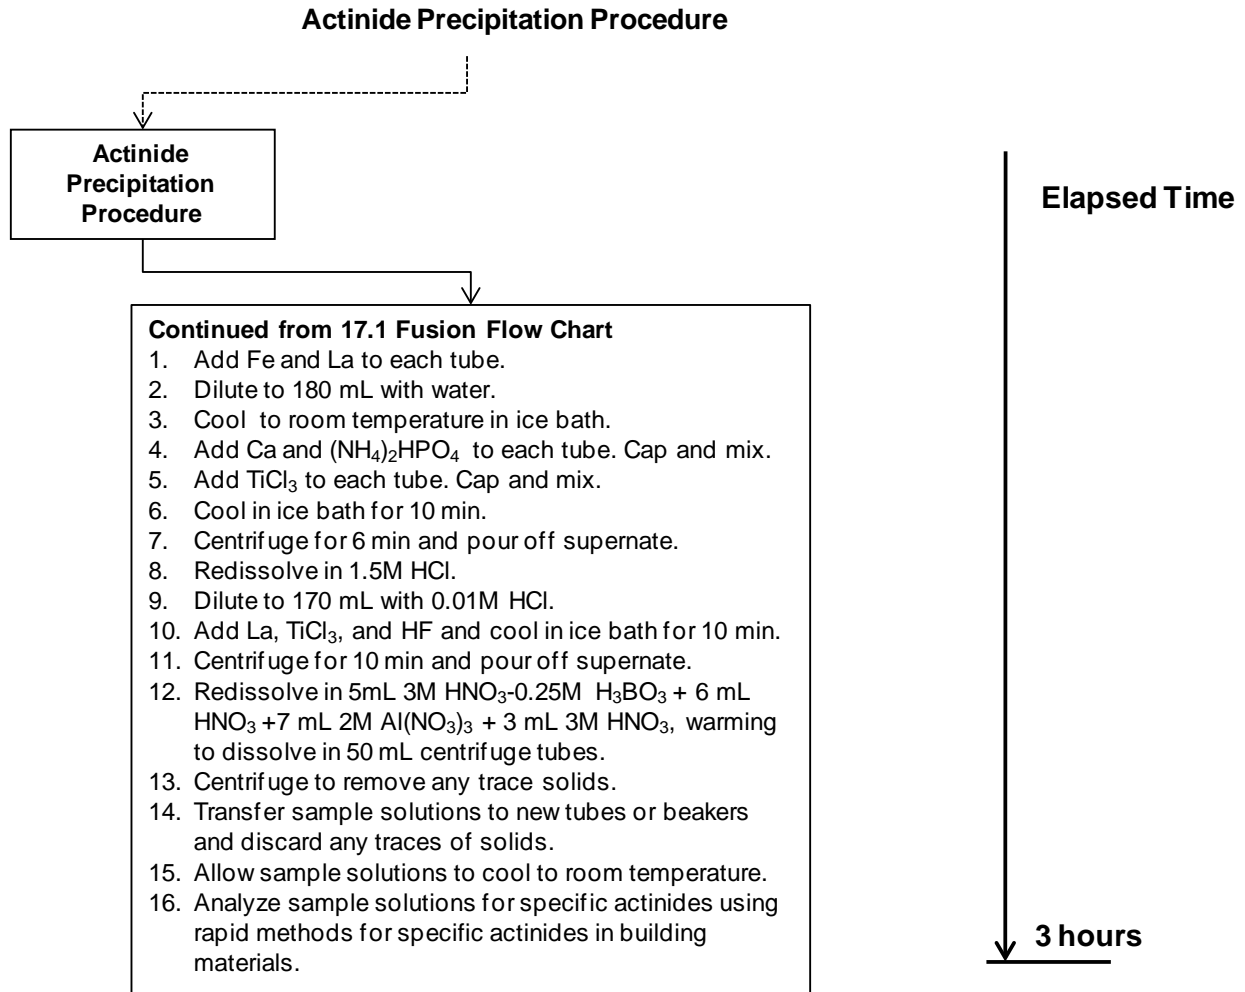 Actinide Precipitation Procedure
Actinide
Precipitation
Procedure
Elapsed Time
Continued from 17.1 Fusion Flow Chart
1. Add Fe and La to each tube.
2. Dilute to 180 mL with water.
3. Cool to room temperature in ice bath.
4. Add Ca and (NH₄)₂HPO₄ to each tube. Cap and mix.
5. Add TiCl₃ to each tube. Cap and mix.
6. Cool in ice bath for 10 min.
7. Centrifuge for 6 min and pour off supernate.
8. Redissolve in 1.5M HCl.
9. Dilute to 170 mL with 0.01M HCl.
10. Add La, TiCl₃, and HF and cool in ice bath for 10 min.
11. Centrifuge for 10 min and pour off supernate.
12. Redissolve in 5mL 3M HNO₃-0.25M H₃BO₃ + 6 mL
HNO₃ +7 mL 2M Al(NO₃)₃ + 3 mL 3M HNO₃, warming
to dissolve in 50 mL centrifuge tubes.
13. Centrifuge to remove any trace solids.
14. Transfer sample solutions to new tubes or beakers
and discard any traces of solids.
15. Allow sample solutions to cool to room temperature.
16. Analyze sample solutions for specific actinides using
rapid methods for specific actinides in building
materials.
3 hours